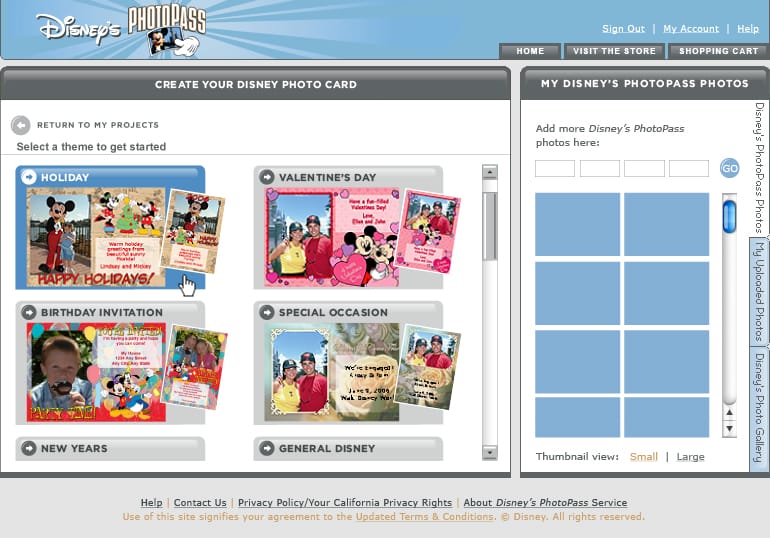 Disney's PHOTOPASS
Sign Out | My Account | Help
HOME VISIT THE STORE SHOPPING CART
CREATE YOUR DISNEY PHOTO CARD
RETURN TO MY PROJECTS
Select a theme to get started
HOLIDAY
Warm holiday
greetings from
beautiful sunny
Florida!
Lindsay and Mickey
HAPPY HOLIDAYS!
VALENTINE'S DAY
Have a fun-filled
Valentines Day!
Love,
Ellen and John
BIRTHDAY INVITATION
I'm having a party and hope
you can come!
My House
1234 Any Street
Any City, Any State
PARTY TIME!
SPECIAL OCCASION
We're Engaged!
June 9, 2006
Walt Disney World
NEW YEARS
GENERAL DISNEY
MY DISNEY'S PHOTOPASS PHOTOS
Add more Disney's PhotoPass
photos here:
GO
Disney's PhotoPass Photos
My Uploaded Photos
Disney's Photo Gallery
Thumbnail view: Small | Large
Help | Contact Us | Privacy Policy/Your California Privacy Rights | About Disney's PhotoPass Service
Use of this site signifies your agreement to the Updated Terms & Conditions. © Disney. All rights reserved.